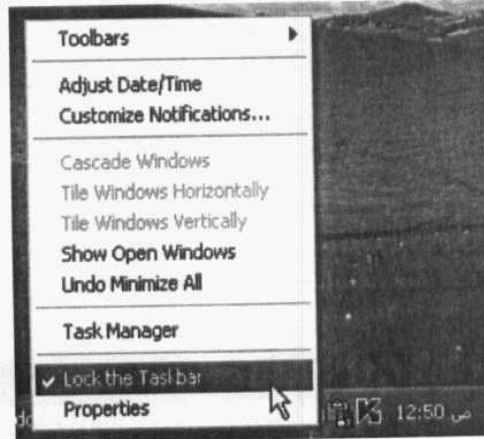 Toolbars
Adjust Date/Time
Customize Notifications...
Cascade Windows
Tile Windows Horizontally
Tile Windows Vertically
Show Open Windows
Undo Minimize All
Task Manager
Lock the Taskbar
Properties
12:50 ص